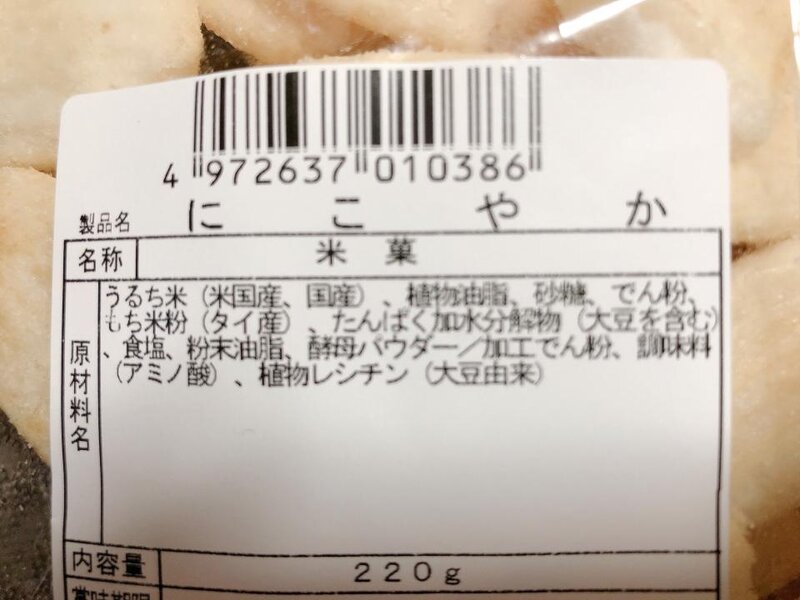 4 972637 010386
製品名 にこやか
名称 米菓
原材料名
うるち米（米国産、国産）、植物油脂、砂糖、でん粉、
もち米粉（タイ産）、たんぱく加水分解物（大豆を含む）
、食塩、粉末油脂、酵母パウダー／加工でん粉、調味料
（アミノ酸）、植物レシチン（大豆由来）
内容量 220g